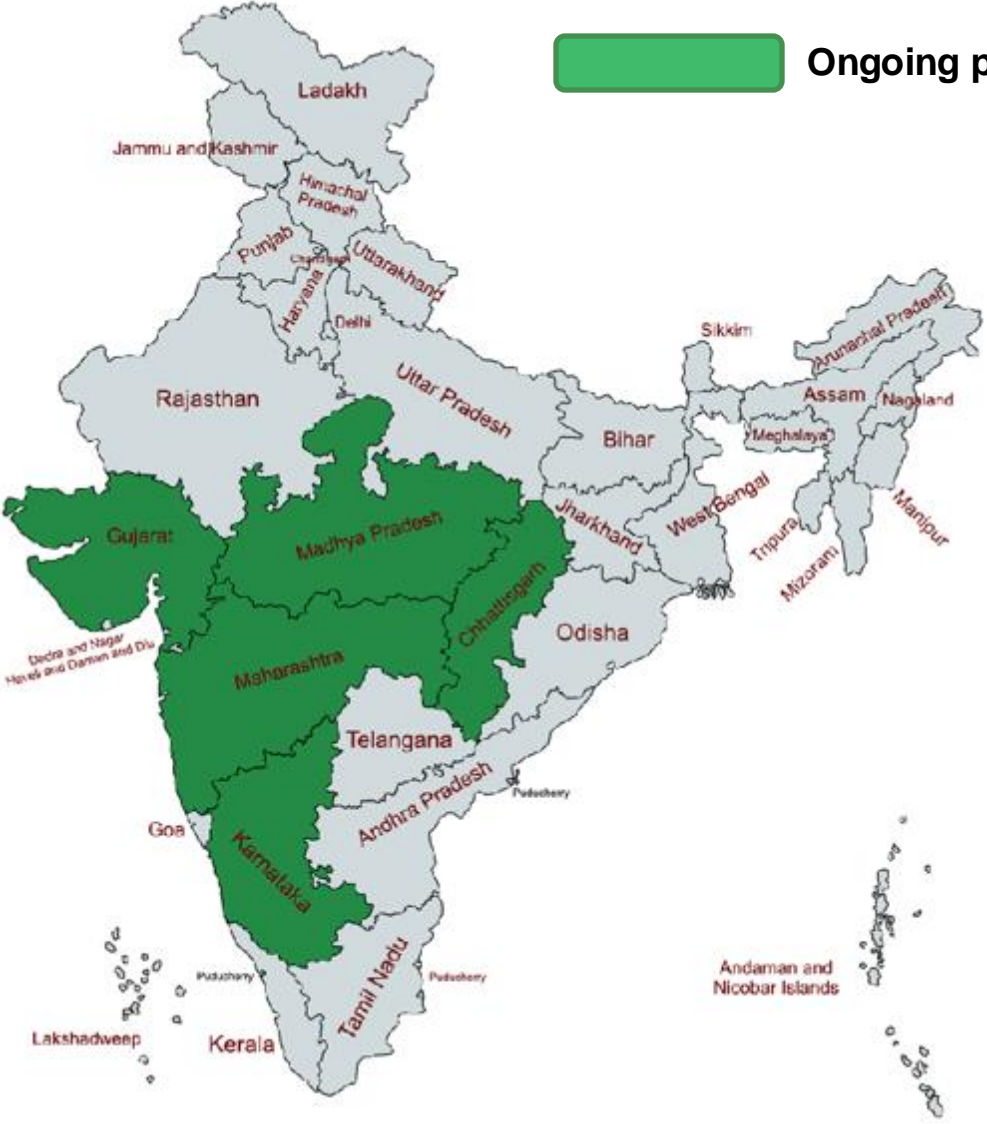 Ongoing p
Ladakh
Jammu and Kashmir
Himachal
Pradesh
Punjab
Chandigarh
Uttarakhand
Haryana
Delhi
Arunachal Pradesh
Sikkim
Rajasthan
Uttar Pradesh
Assam
Nagaland
Bihar
Meghalaya
Manipur
West Bengal
Jharkhand
Tripura
Mizoram
Gujarat
Madhya Pradesh
Chhattisgarh
Odisha
Dadra and Nagar
Haveli and Daman and Diu
Maharashtra
Telangana
Andhra Pradesh
Puducherry
Goa
Karnataka
Puducherry
Tamil Nadu
Puducherry
Andaman and
Nicobar Islands
Lakshadweep
Kerala